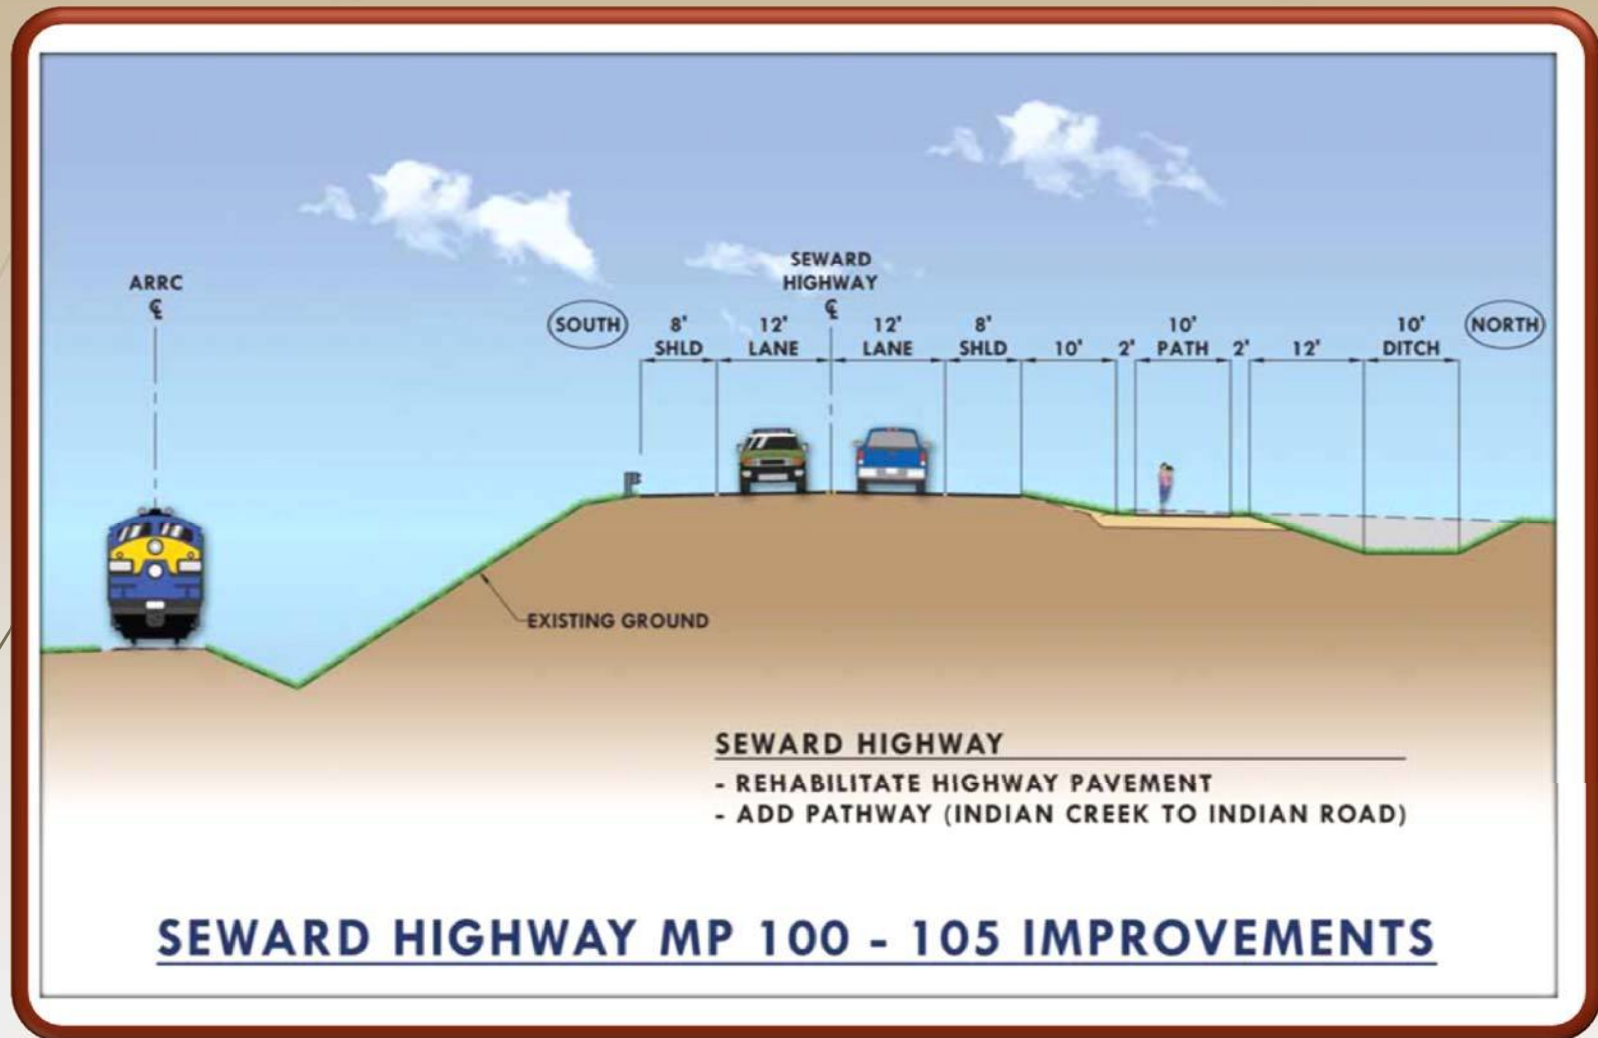 ARRC
℄
SEWARD
HIGHWAY
℄
SOUTH
8'
SHLD
12'
LANE
12'
LANE
8'
SHLD
10'
2'
10'
PATH
2'
12'
10'
DITCH
NORTH
EXISTING GROUND
SEWARD HIGHWAY
- REHABILITATE HIGHWAY PAVEMENT
- ADD PATHWAY (INDIAN CREEK TO INDIAN ROAD)
SEWARD HIGHWAY MP 100 - 105 IMPROVEMENTS